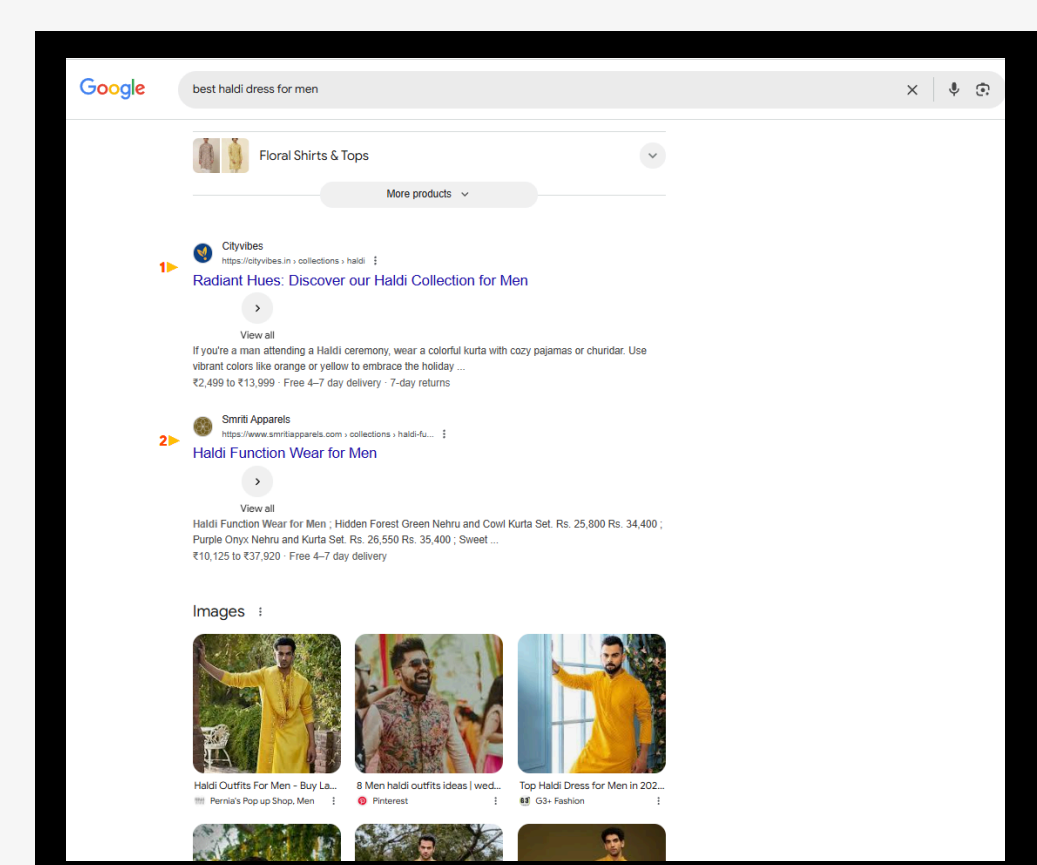 Google
best haldi dress for men
Floral Shirts & Tops
More products
Cityvibes
https://cityvibes.in › collections › haldi
1
Radiant Hues: Discover our Haldi Collection for Men
View all
If you're a man attending a Haldi ceremony, wear a colorful kurta with cozy pajamas or churidar. Use
vibrant colors like orange or yellow to embrace the holiday ...
₹2,499 to ₹13,999 · Free 4–7 day delivery · 7-day returns
Smriti Apparels
https://www.smritiapparels.com › collections › haldi-fu...
2
Haldi Function Wear for Men
View all
Haldi Function Wear for Men ; Hidden Forest Green Nehru and Cowl Kurta Set. Rs. 25,800 Rs. 34,400 ;
Purple Onyx Nehru and Kurta Set. Rs. 26,550 Rs. 35,400 ; Sweet ...
₹10,125 to ₹37,920 · Free 4–7 day delivery
Images
Haldi Outfits For Men - Buy La... 8 Men haldi outfits ideas | wed... Top Haldi Dress for Men in 202...
Pernia's Pop up Shop, Men Pinterest G3+ Fashion